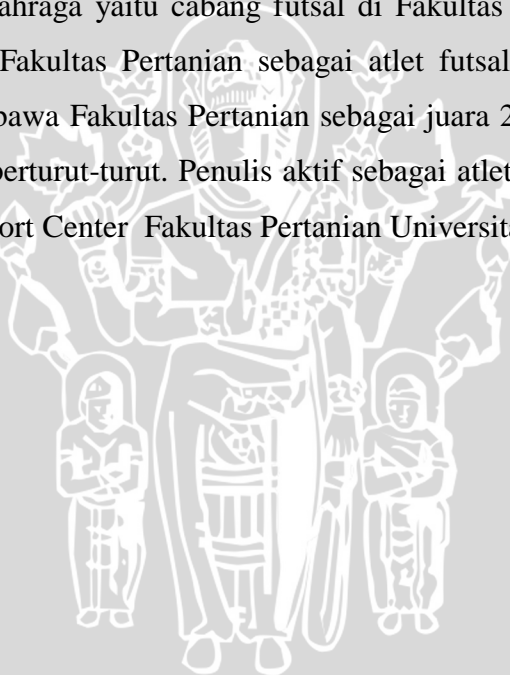 ahraga yaitu cabang futsal di Fakultas
Fakultas Pertanian sebagai atlet futsal
bawa Fakultas Pertanian sebagai juara 2
berturut-turut. Penulis aktif sebagai atlet
ort Center Fakultas Pertanian Universita